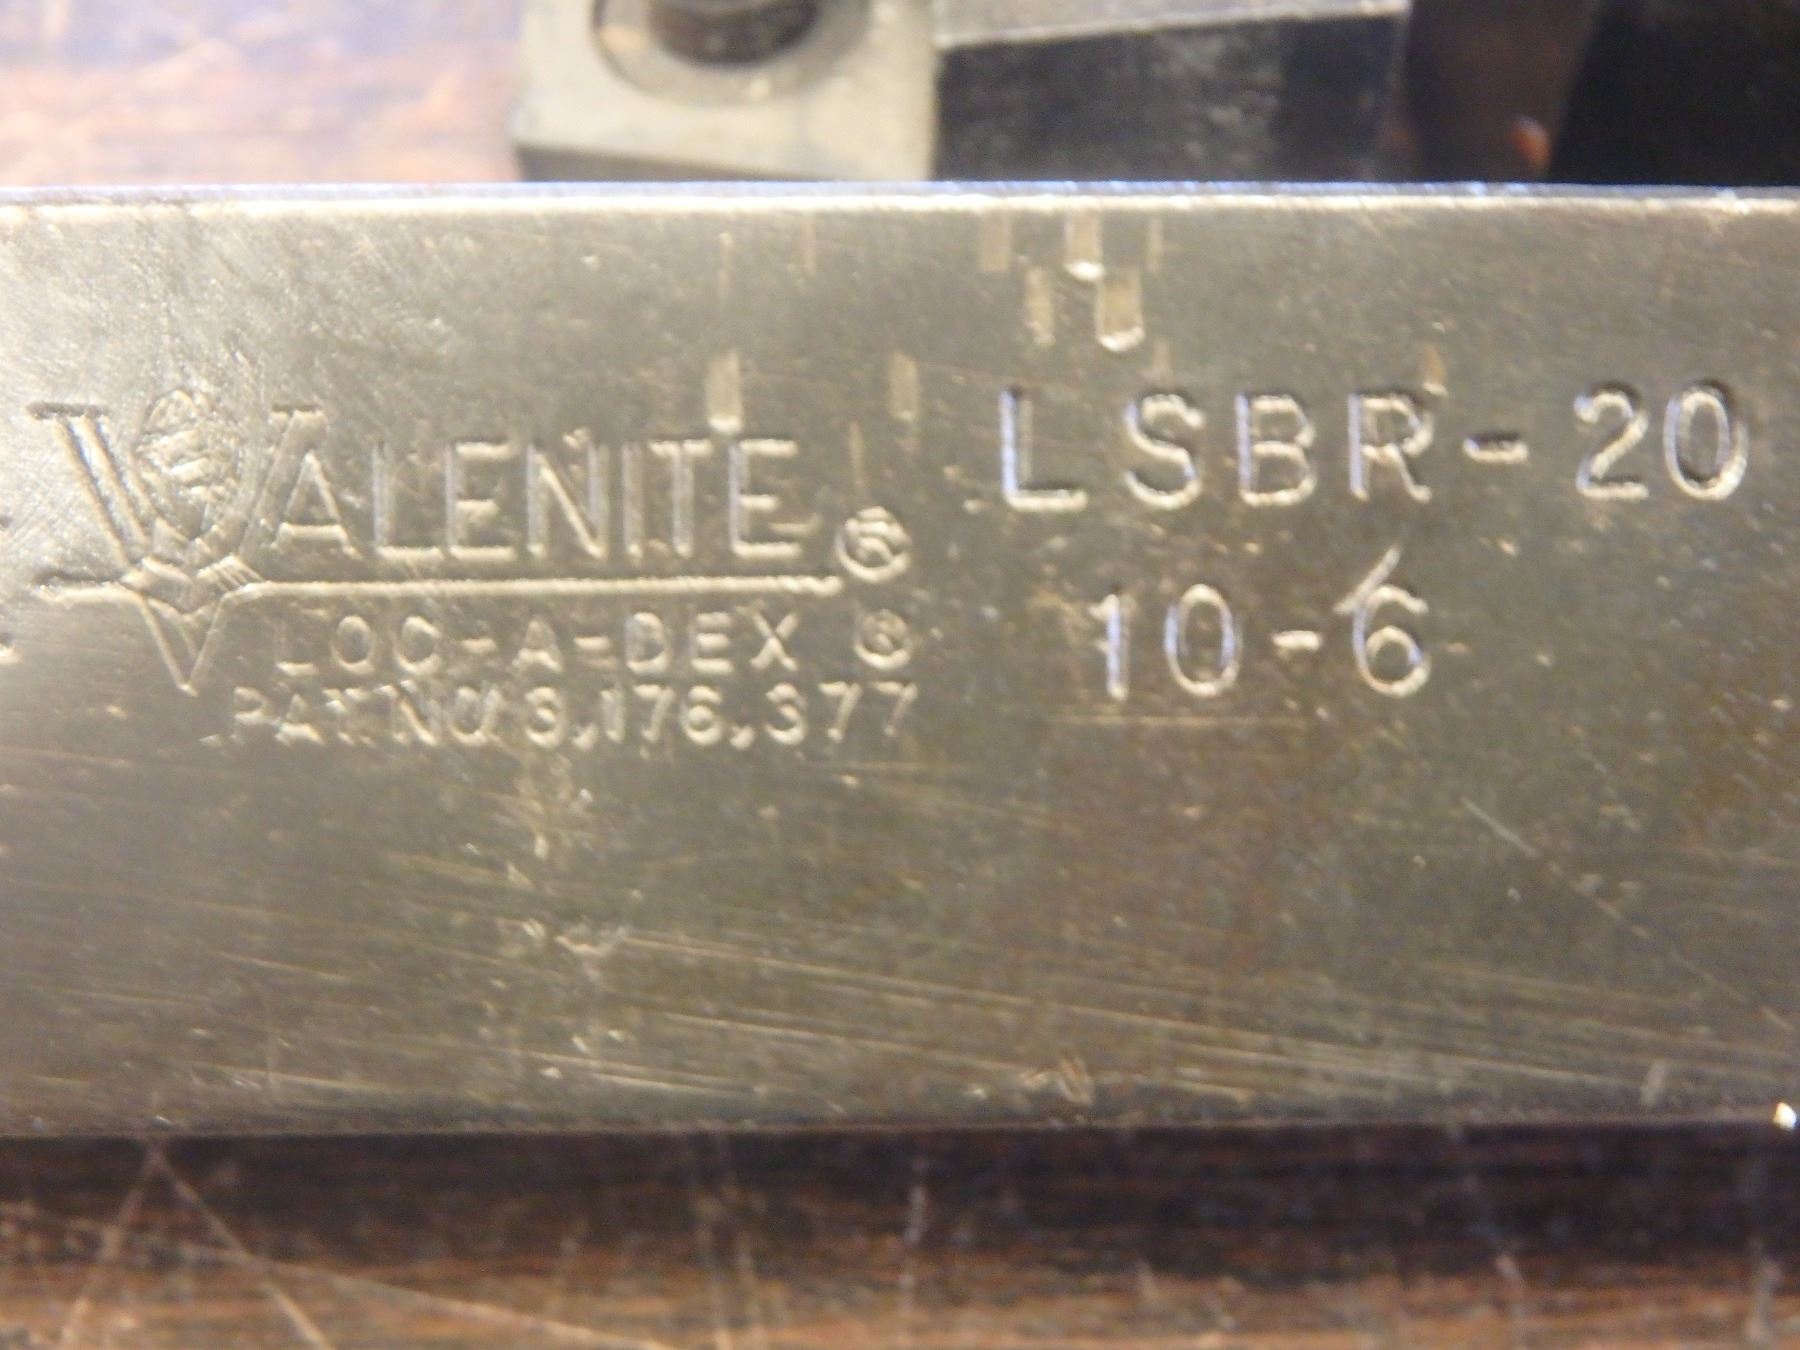 VALENITE ®
LOC-A-DEX ®
PAT NO 3,176,377
LSBR-20
10-6